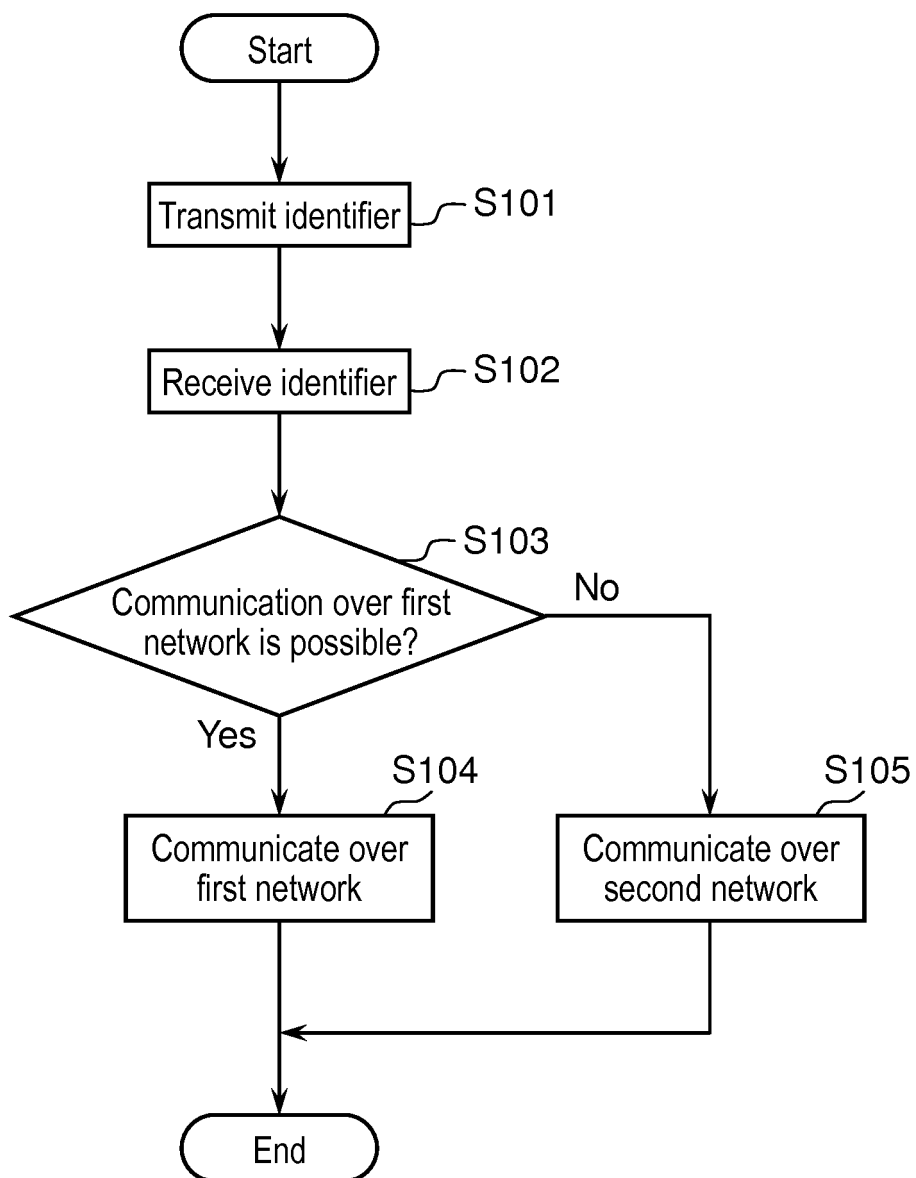 Start
Transmit identifier
S101
Receive identifier
S102
S103
Communication over first
network is possible?
No
Yes
S104
Communicate over
first network
S105
Communicate over
second network
End